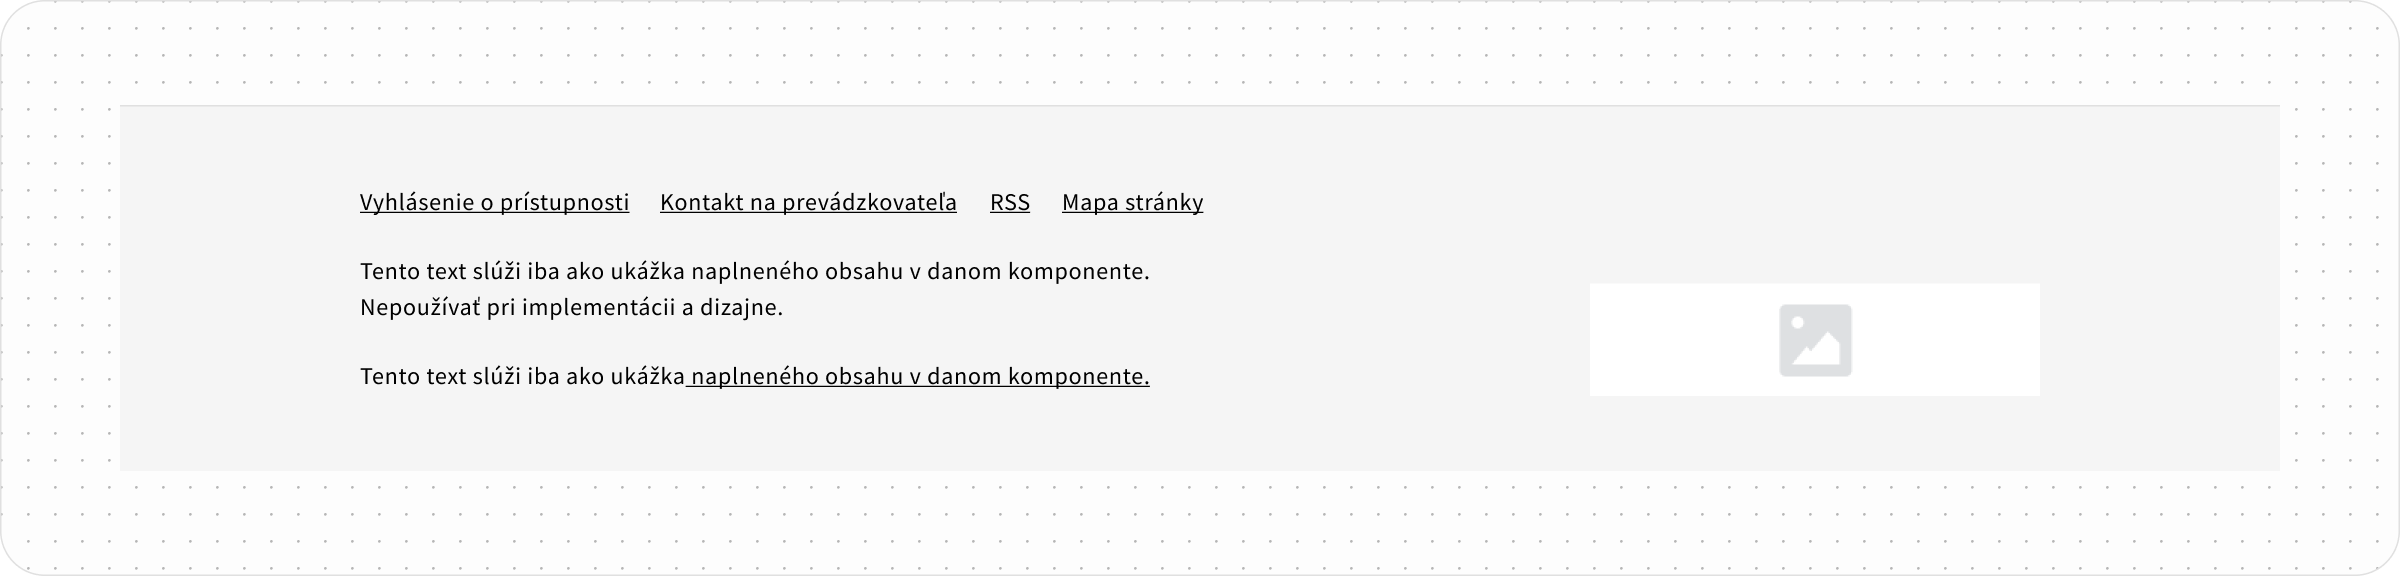 Vyhlásenie o prístupnosti Kontakt na prevádzkovateľa RSS Mapa stránky
Tento text slúži iba ako ukážka naplneného obsahu v danom komponente.
Nepoužívať pri implementácii a dizajne.
Tento text slúži iba ako ukážka naplneného obsahu v danom komponente.